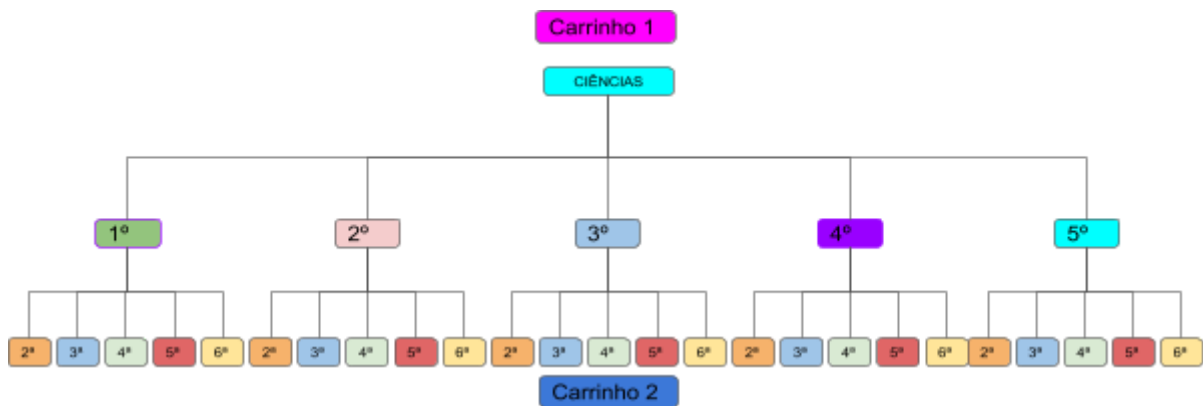 Carrinho 1
CIÊNCIAS
1º 2º 3º 4º 5º
2ª 3ª 4ª 5ª 6ª 2ª 3ª 4ª 5ª 6ª 2ª 3ª 4ª 5ª 6ª 2ª 3ª 4ª 5ª 6ª 2ª 3ª 4ª 5ª 6ª
Carrinho 2